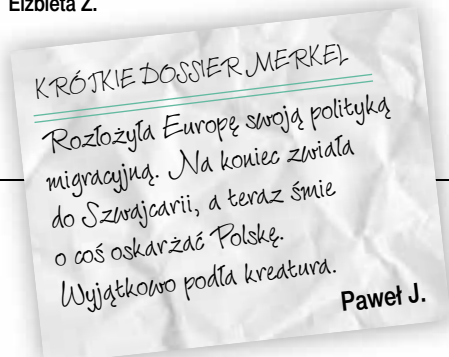 Elżbieta Z.
KRÓTKIE DOSSIER MERKEL
Rozłożyła Europę swoją polityką
migracyjną. Na koniec zwiała
do Szwajcarii, a teraz śmie
o coś oskarżać Polskę.
Wyjątkowo podła kreatura.
Paweł J.